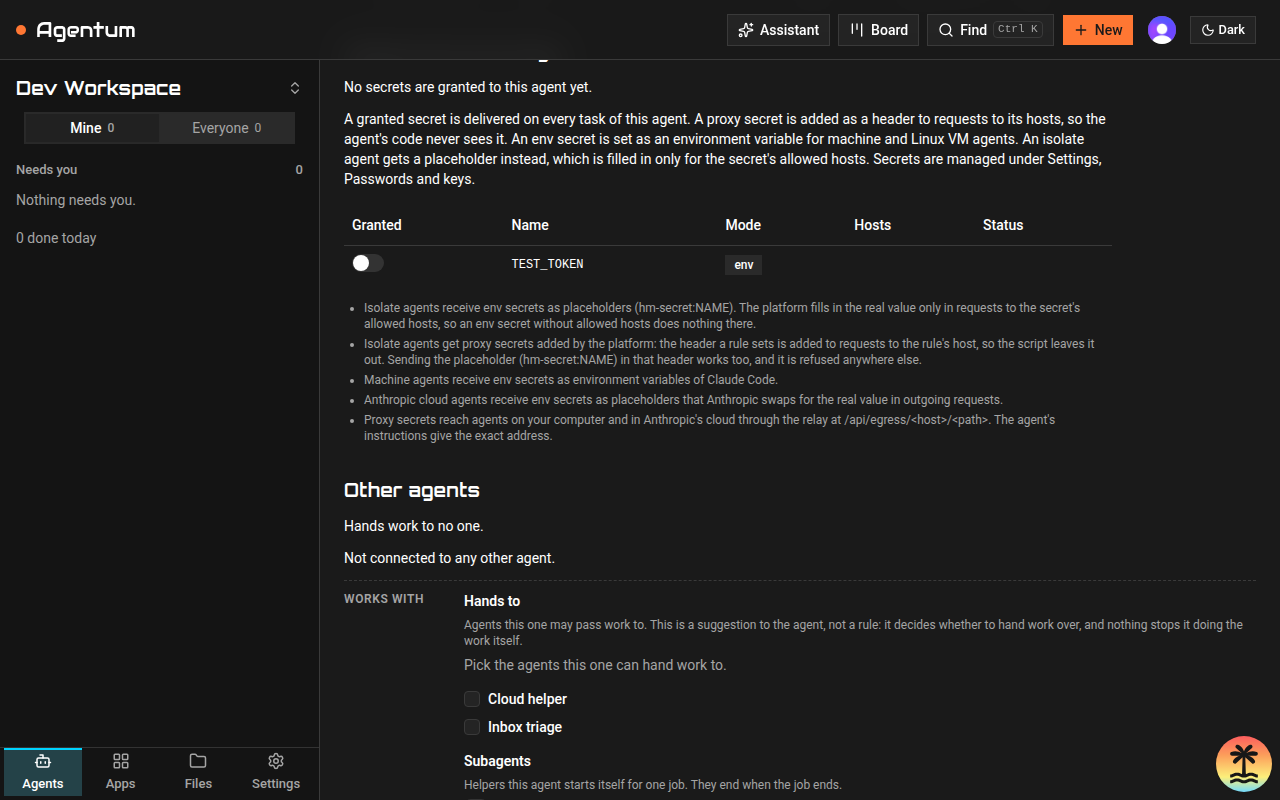 Agentum
Assistant
Board
Find Ctrl K
New
Dark
Dev Workspace
Mine 0
Everyone 0
Needs you 0
Nothing needs you.
0 done today
Agents
Apps
Files
Settings
No secrets are granted to this agent yet.
A granted secret is delivered on every task of this agent. A proxy secret is added as a header to requests to its hosts, so the
agent's code never sees it. An env secret is set as an environment variable for machine and Linux VM agents. An isolate
agent gets a placeholder instead, which is filled in only for the secret's allowed hosts. Secrets are managed under Settings,
Passwords and keys.
Granted Name Mode Hosts Status
TEST_TOKEN env
Isolate agents receive env secrets as placeholders (hm-secret:NAME). The platform fills in the real value only in requests to the secret's
allowed hosts, so an env secret without allowed hosts does nothing there.
Isolate agents get proxy secrets added by the platform: the header a rule sets is added to requests to the rule's host, so the script leaves it
out. Sending the placeholder (hm-secret:NAME) in that header works too, and it is refused anywhere else.
Machine agents receive env secrets as environment variables of Claude Code.
Anthropic cloud agents receive env secrets as placeholders that Anthropic swaps for the real value in outgoing requests.
Proxy secrets reach agents on your computer and in Anthropic's cloud through the relay at /api/egress/<host>/<path>. The agent's
instructions give the exact address.
Other agents
Hands work to no one.
Not connected to any other agent.
WORKS WITH
Hands to
Agents this one may pass work to. This is a suggestion to the agent, not a rule: it decides whether to hand work over, and nothing stops it doing the
work itself.
Pick the agents this one can hand work to.
Cloud helper
Inbox triage
Subagents
Helpers this agent starts itself for one job. They end when the job ends.